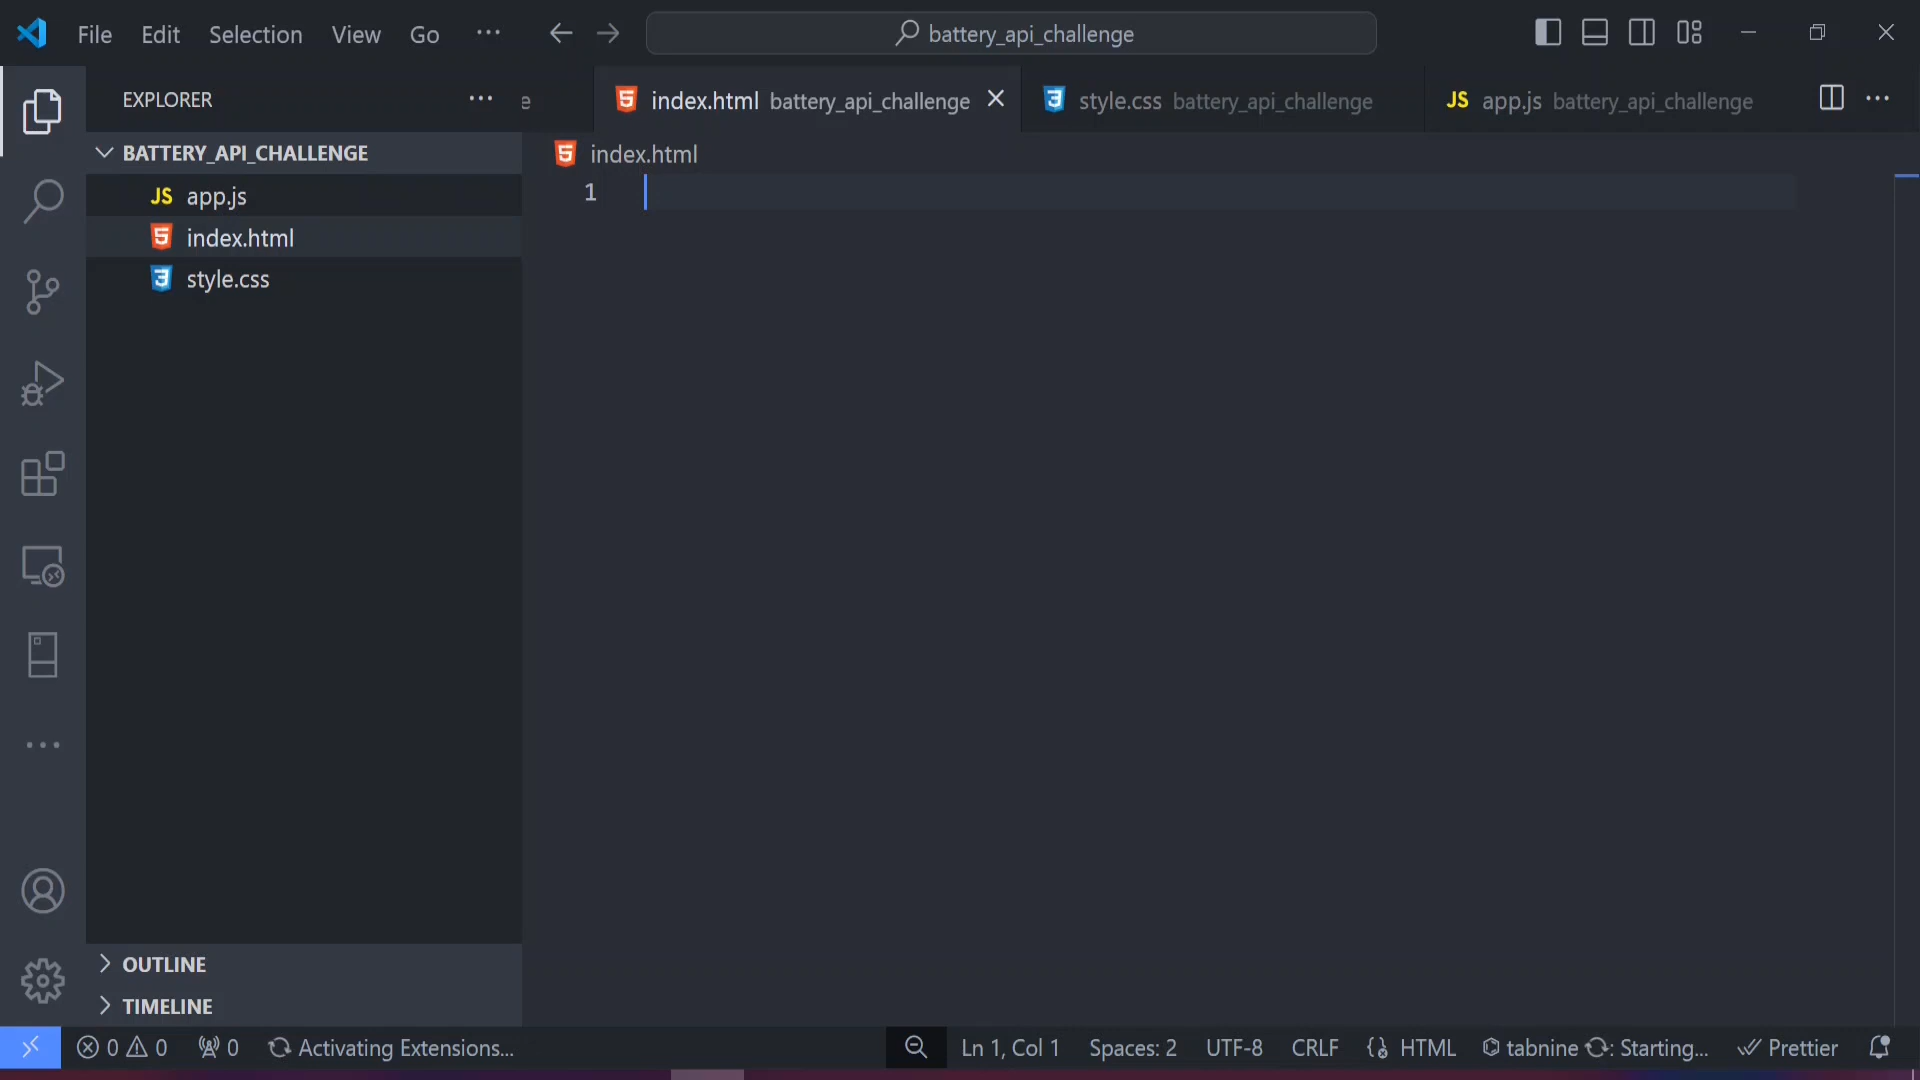 File Edit Selection View Go
battery_api_challenge
EXPLORER
e
index.html battery_api_challenge
style.css battery_api_challenge
JS app.js battery_api_challenge
BATTERY_API_CHALLENGE
JS app.js
index.html
style.css
index.html
1
OUTLINE
TIMELINE
0 0 0 Activating Extensions...
Ln 1, Col 1 Spaces: 2 UTF-8 CRLF HTML tabnine : Starting... Prettier